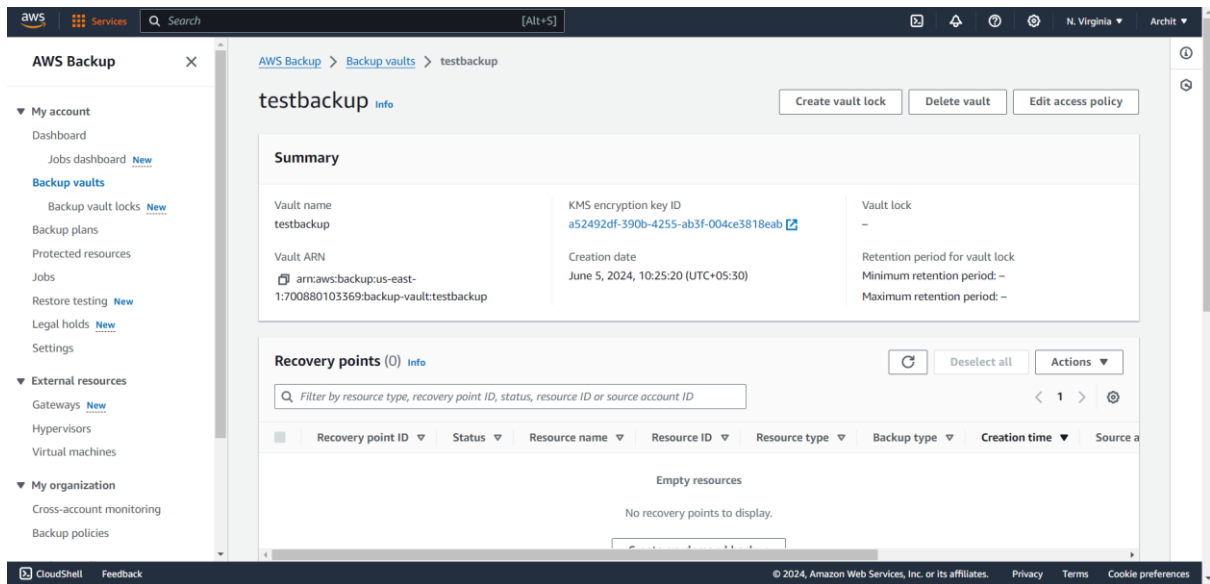 aws Services Search [Alt+S] N. Virginia ▼ Archit ▼
AWS Backup
▼ My account
Dashboard
Jobs dashboard New
Backup vaults
Backup vault locks New
Backup plans
Protected resources
Jobs
Restore testing New
Legal holds New
Settings
▼ External resources
Gateways New
Hypervisors
Virtual machines
▼ My organization
Cross-account monitoring
Backup policies
AWS Backup > Backup vaults > testbackup
testbackup Info
Create vault lock Delete vault Edit access policy
Summary
Vault name
testbackup
Vault ARN
arn:aws:backup:us-east-
1:700880103369:backup-vault:testbackup
KMS encryption key ID
a52492df-390b-4255-ab3f-004ce3818eab
Creation date
June 5, 2024, 10:25:20 (UTC+05:30)
Vault lock
–
Retention period for vault lock
Minimum retention period: –
Maximum retention period: –
Recovery points (0) Info
Deselect all Actions ▼
Filter by resource type, recovery point ID, status, resource ID or source account ID
< 1 >
Recovery point ID Status Resource name Resource ID Resource type Backup type Creation time ▼ Source a
Empty resources
No recovery points to display.
CloudShell Feedback © 2024, Amazon Web Services, Inc. or its affiliates. Privacy Terms Cookie preferences